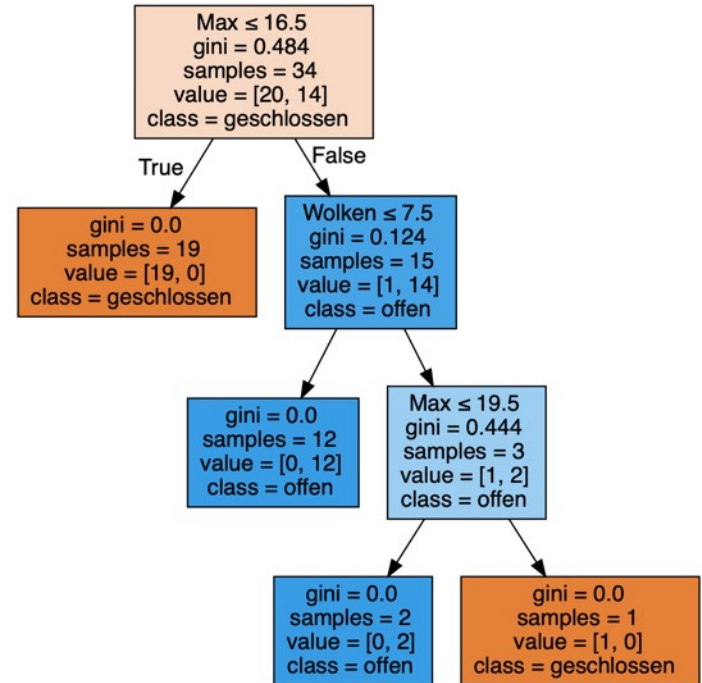 Max ≤ 16.5
gini = 0.484
samples = 34
value = [20, 14]
class = geschlossen
True
False
gini = 0.0
samples = 19
value = [19, 0]
class = geschlossen
Wolken ≤ 7.5
gini = 0.124
samples = 15
value = [1, 14]
class = offen
gini = 0.0
samples = 12
value = [0, 12]
class = offen
Max ≤ 19.5
gini = 0.444
samples = 3
value = [1, 2]
class = offen
gini = 0.0
samples = 2
value = [0, 2]
class = offen
gini = 0.0
samples = 1
value = [1, 0]
class = geschlossen